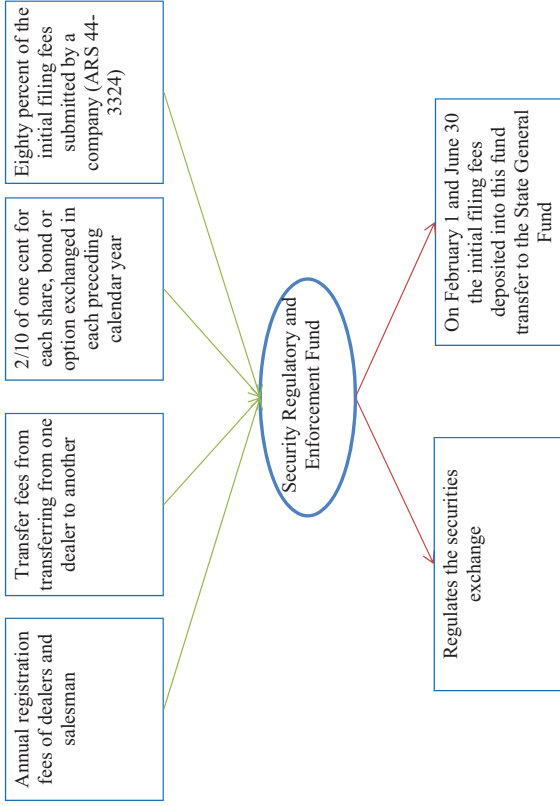 Annual registration
fees of dealers and
salesman
Transfer fees from
transferring from one
dealer to another
2/10 of one cent for
each share, bond or
option exchanged in
each preceding
calendar year
Eighty percent of the
initial filing fees
submitted by a
company (ARS 44-
3324)
Security Regulatory and
Enforcement Fund
Regulates the securities
exchange
On February 1 and June 30
the initial filing fees
deposited into this fund
transfer to the State General
Fund